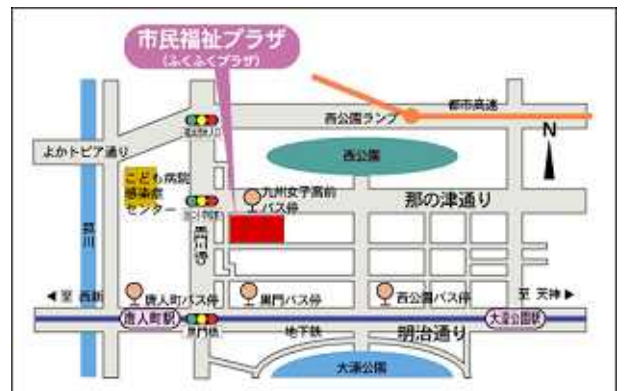 市民福祉プラザ
(ふくふくプラザ)
都市高速
西公園ランプ
N
よかトピア通り
西公園
こども病院
感染症
センター
九州女子高前
バス停
那の津通り
黒門通り
◀至 西新
唐人町バス停
黒門バス停
西公園バス停
至 天神▶
唐人町駅
大濠公園駅
黒門橋
地下鉄
明治通り
大濠公園